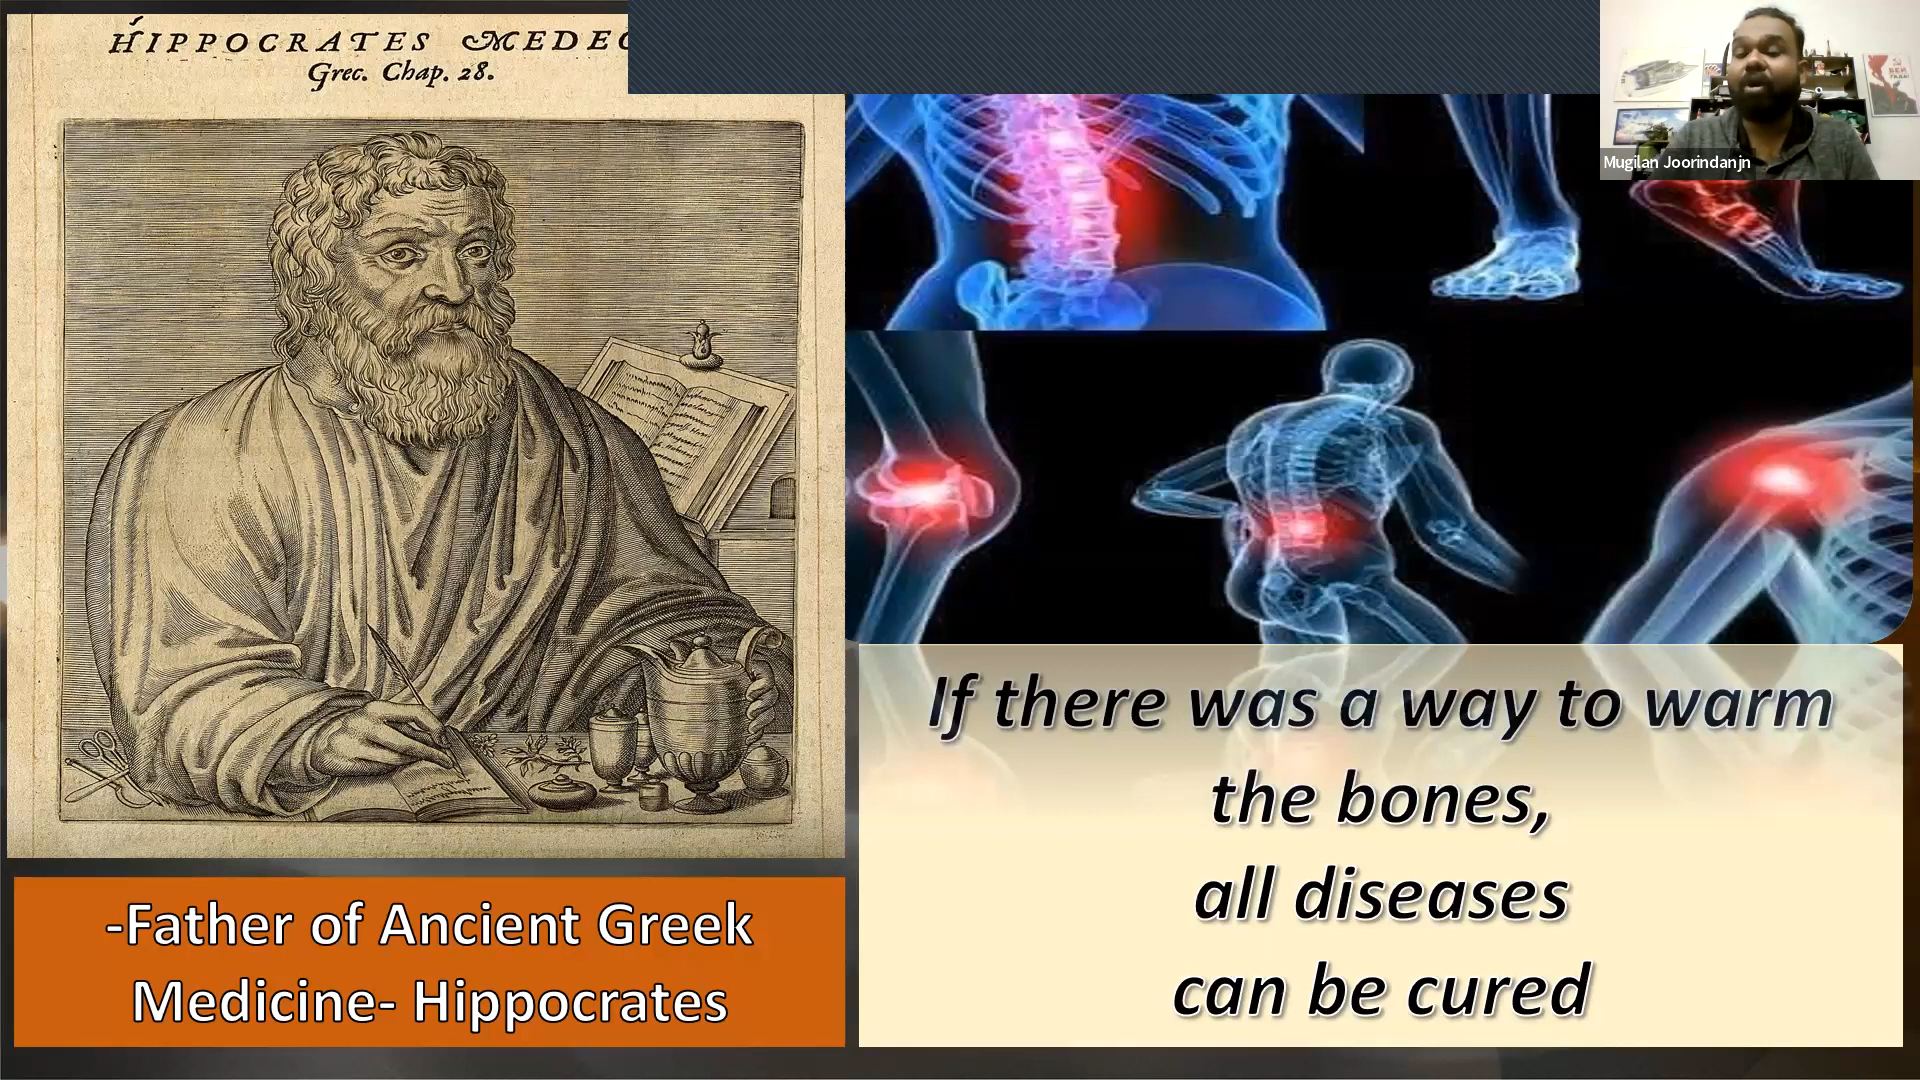 HIPPOCRATES MEDEC
Grec. Chap. 28.
Mugilan Joorindanjn
If there was a way to warm
the bones,
all diseases
can be cured
-Father of Ancient Greek
Medicine- Hippocrates